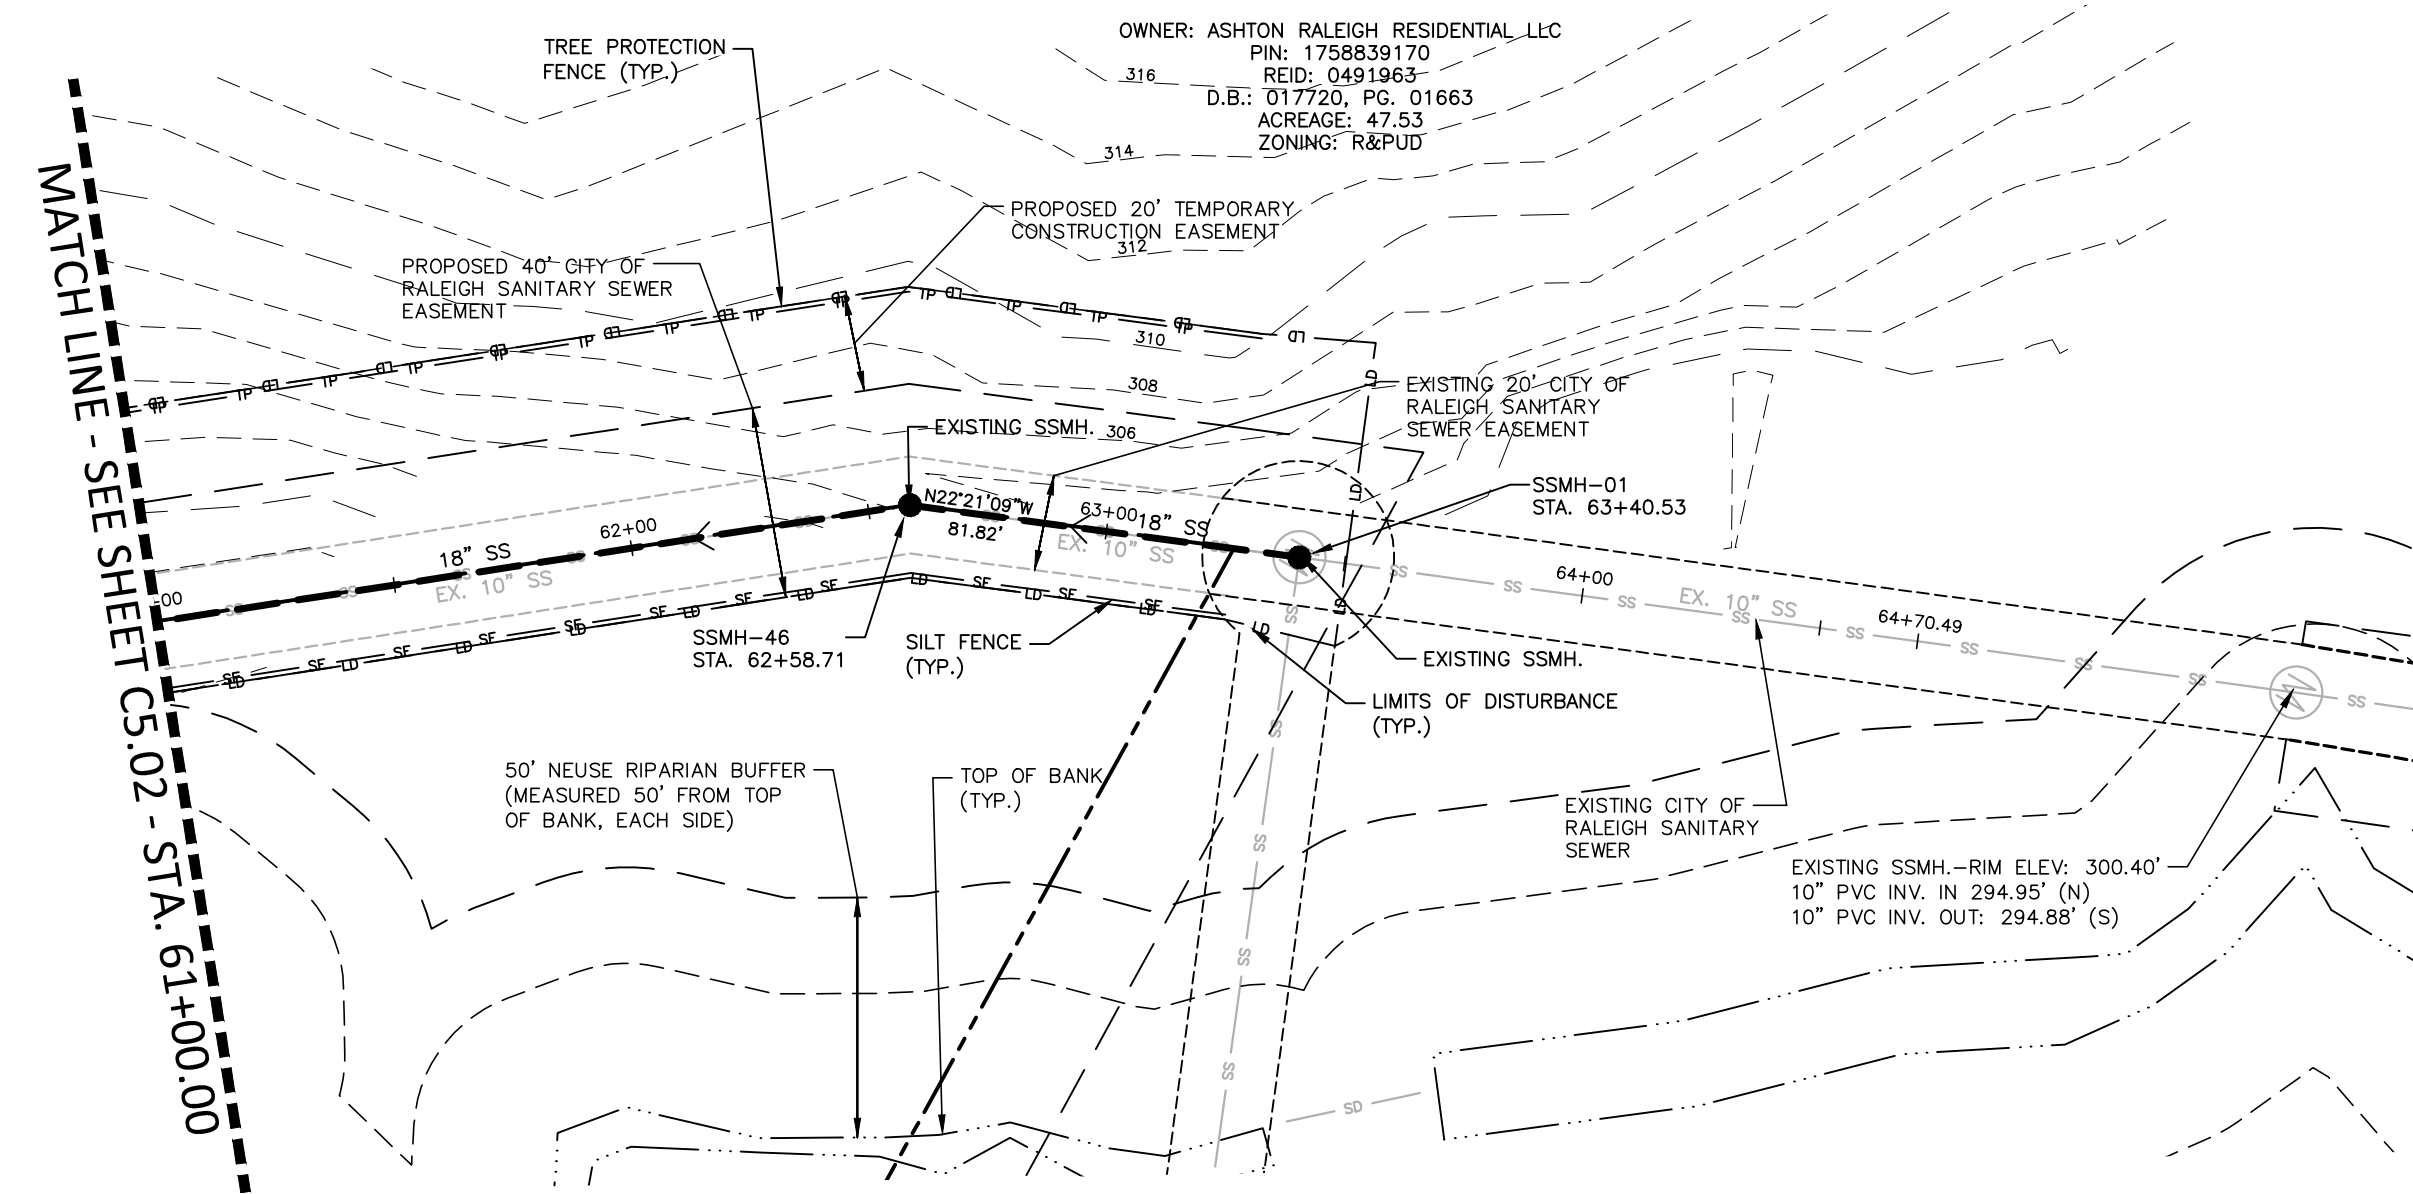 OWNER: ASHTON RALEIGH RESIDENTIAL LLC
PIN: 1758839170
REID: 0491963
D.B.: 017720, PG. 01663
ACREAGE: 47.53
ZONING: R&PUD
TREE PROTECTION
FENCE (TYP.)
316
314
312
310
308
306
PROPOSED 20' TEMPORARY
CONSTRUCTION EASEMENT
PROPOSED 40' CITY OF
RALEIGH SANITARY SEWER
EASEMENT
EXISTING 20' CITY OF
RALEIGH SANITARY
SEWER EASEMENT
EXISTING SSMH.
SSMH-01
STA. 63+40.53
N22°21'09"W
81.82'
63+00
18" SS
EX. 10" SS
62+00
18" SS
EX. 10" SS
+00
64+00
EX. 10" SS
64+70.49
SSMH-46
STA. 62+58.71
SILT FENCE
(TYP.)
EXISTING SSMH.
LIMITS OF DISTURBANCE
(TYP.)
50' NEUSE RIPARIAN BUFFER
(MEASURED 50' FROM TOP
OF BANK, EACH SIDE)
TOP OF BANK
(TYP.)
EXISTING CITY OF
RALEIGH SANITARY
SEWER
EXISTING SSMH.-RIM ELEV: 300.40'
10" PVC INV. IN 294.95' (N)
10" PVC INV. OUT: 294.88' (S)
SD
MATCH LINE - SEE SHEET C5.02 - STA. 61+00.00